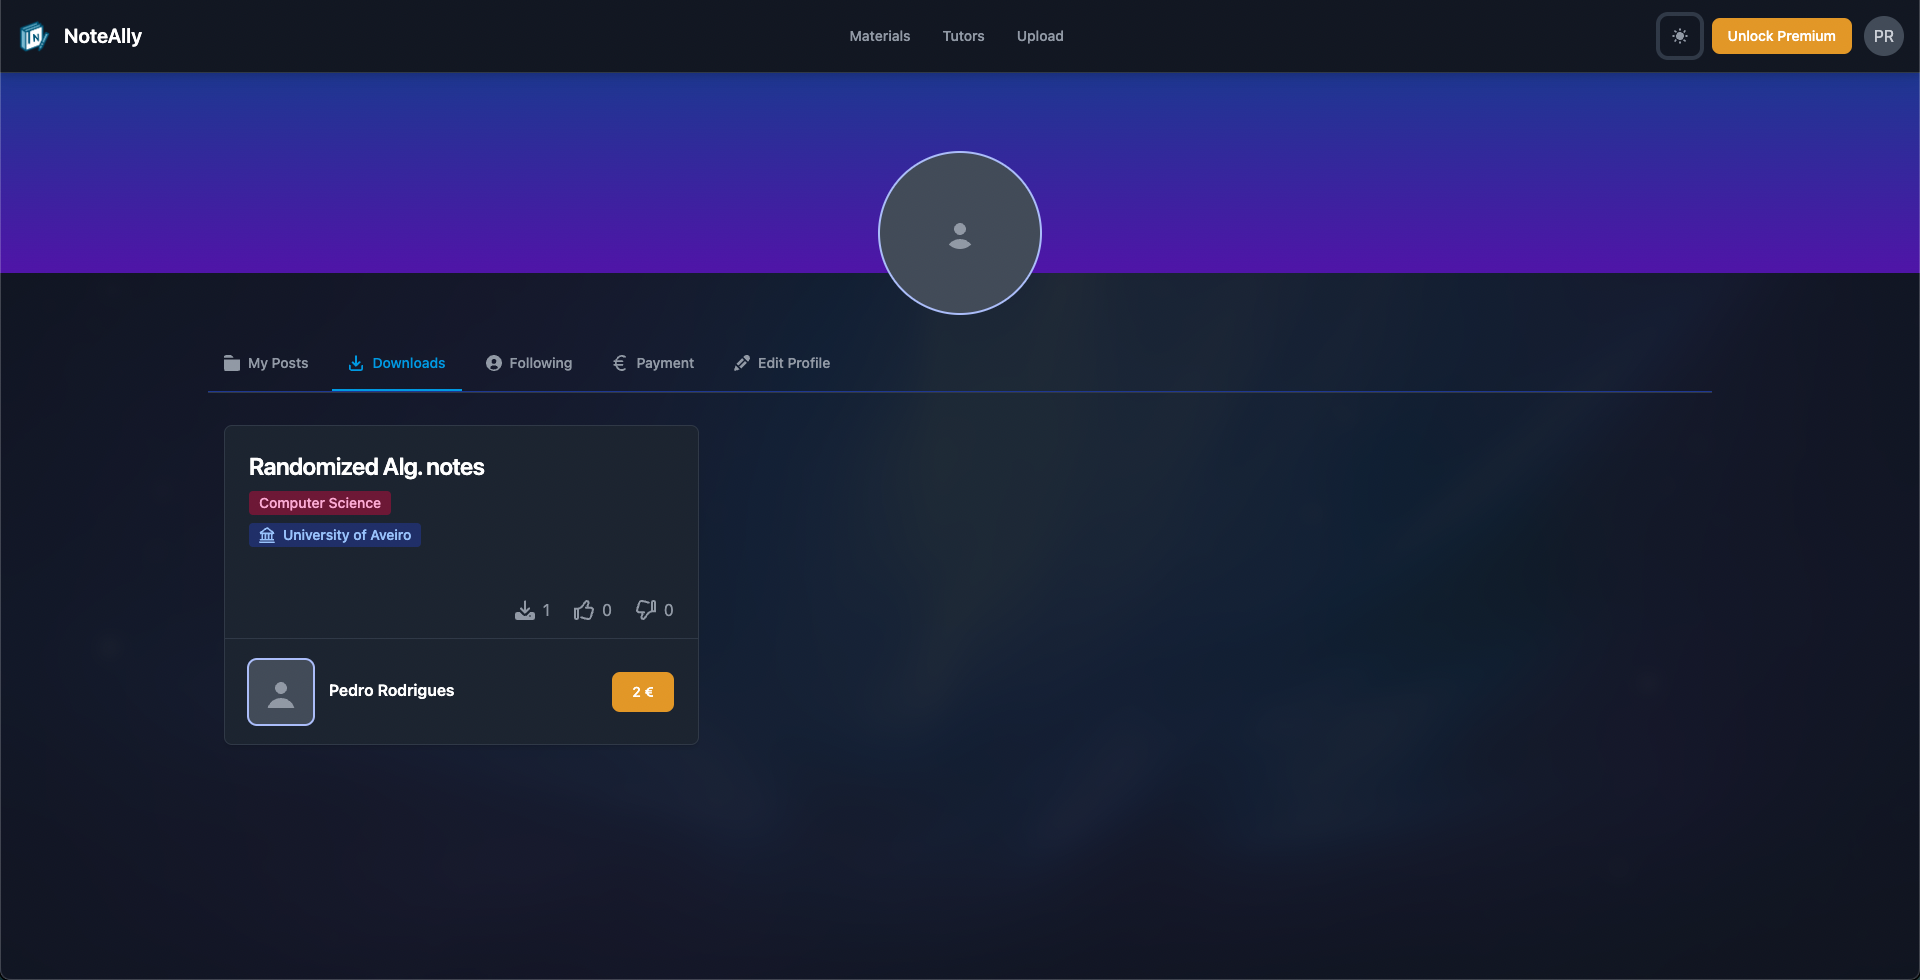 NoteAlly
Materials Tutors Upload
Unlock Premium PR
My Posts Downloads Following Payment Edit Profile
Randomized Alg. notes
Computer Science
University of Aveiro
1 0 0
Pedro Rodrigues
2 €